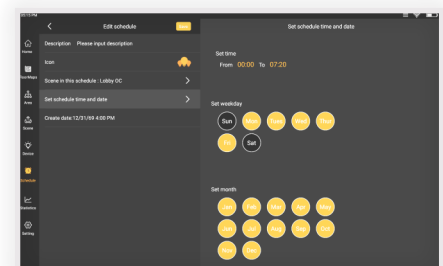 05:13 PM
Edit schedule
Save
Set schedule time and date
Home
Description Please input description
Icon
Scene in this schedule : Lobby OC
Set schedule time and date
Create date:12/31/69 4:00 PM
Area
Scene
Device
Schedule
Statistics
Setting
Set time
From 00:00 To 07:20
Set weekday
Sun Mon Tues Wed Thur
Fri Sat
Set month
Jan Feb Mar Apr May
Jun Jul Aug Sep Oct
Nov Dec